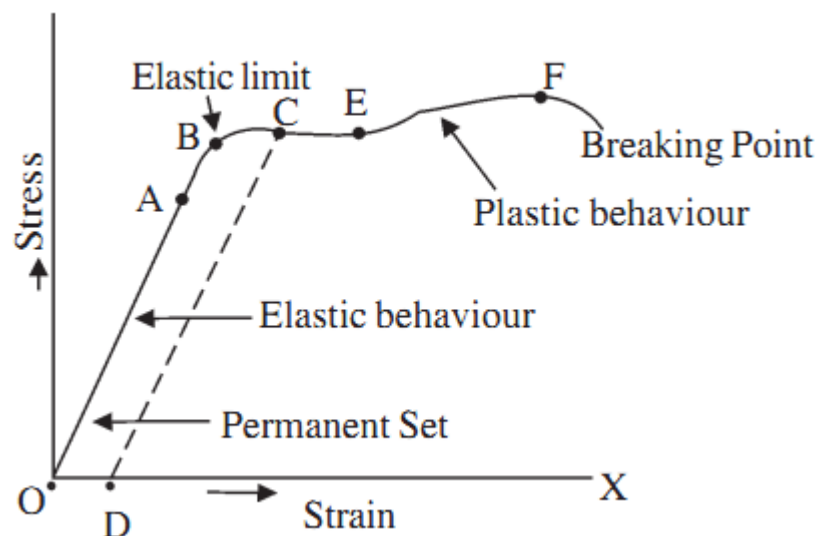 Elastic limit
B
C
E
F
Breaking Point
A
Plastic behaviour
Stress
Elastic behaviour
Permanent Set
O
D
Strain
X